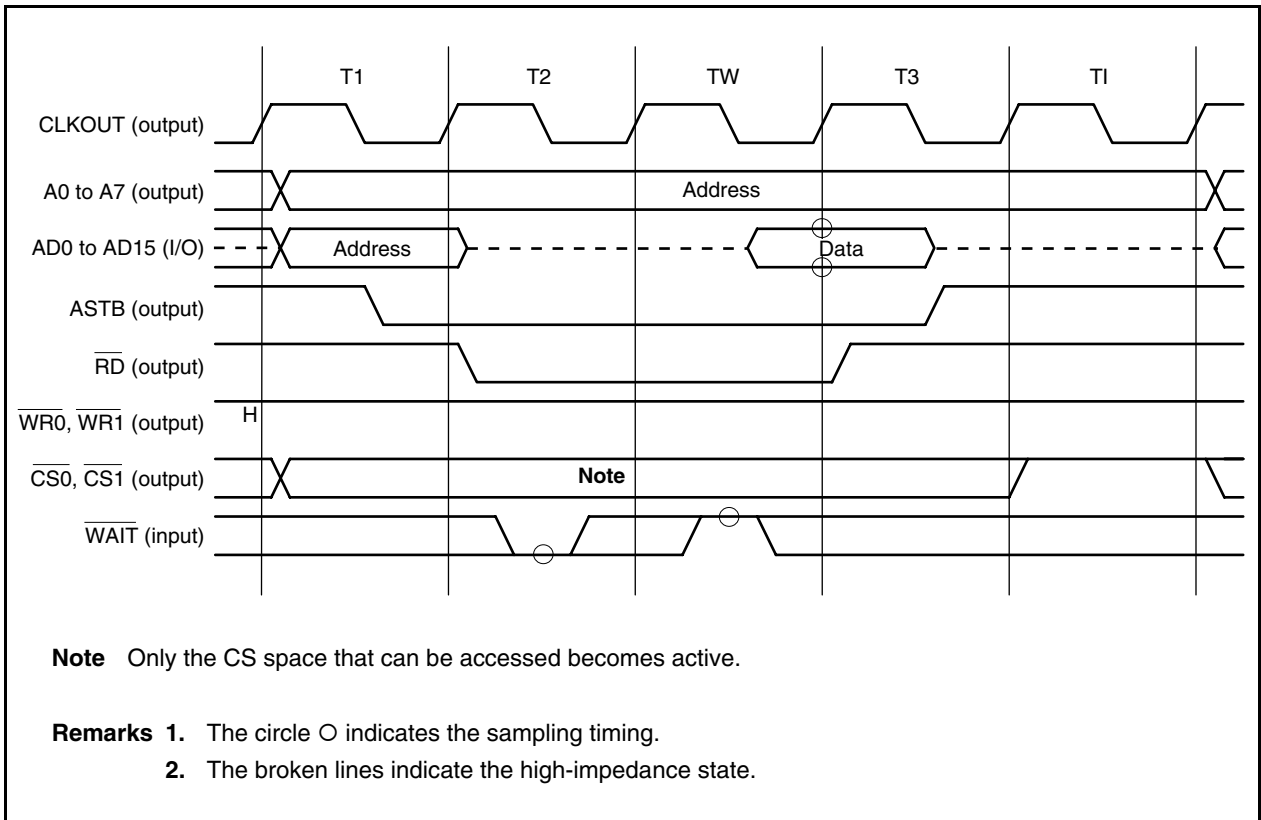 T1 T2 TW T3 TI
CLKOUT (output)
A0 to A7 (output) Address
AD0 to AD15 (I/O) Address Data
ASTB (output)
RD (output)
WR0, WR1 (output) H
CS0, CS1 (output) Note
WAIT (input)
Note Only the CS space that can be accessed becomes active.
Remarks 1. The circle O indicates the sampling timing.
2. The broken lines indicate the high-impedance state.